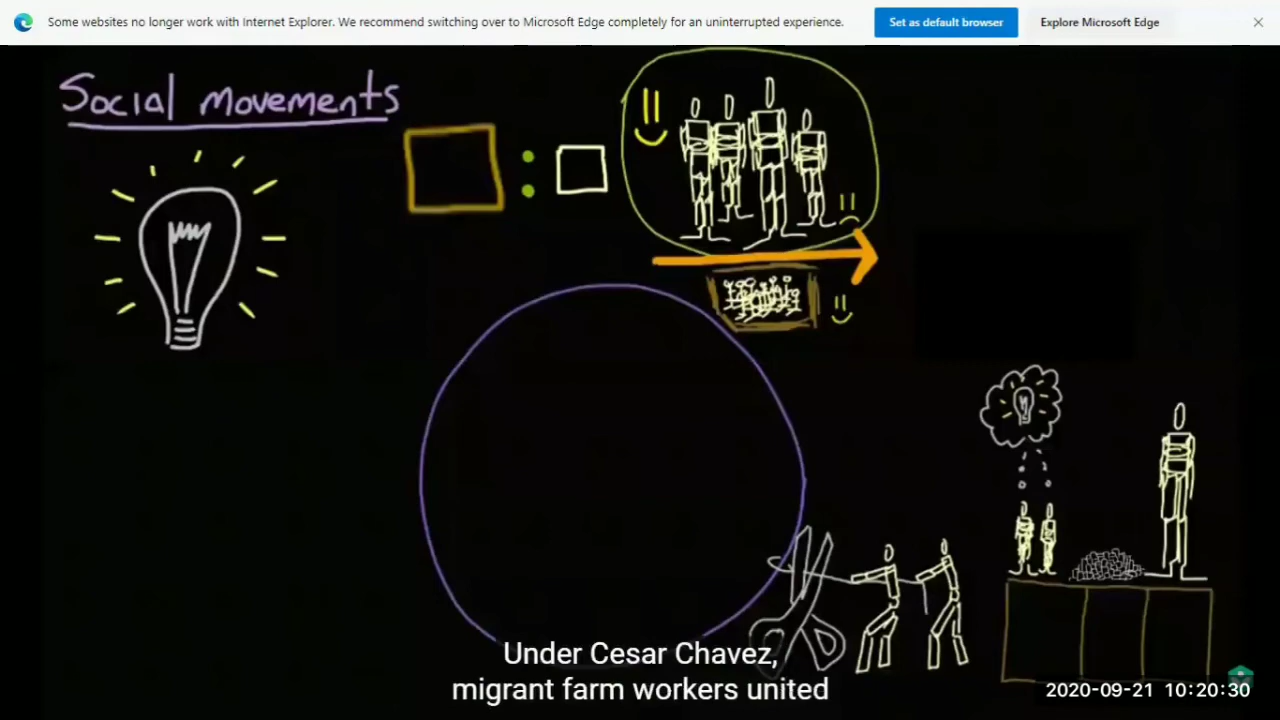 Some websites no longer work with Internet Explorer. We recommend switching over to Microsoft Edge completely for an uninterrupted experience.
Set as default browser
Explore Microsoft Edge
Social movements
Under Cesar Chavez,
migrant farm workers united
2020-09-21 10:20:30